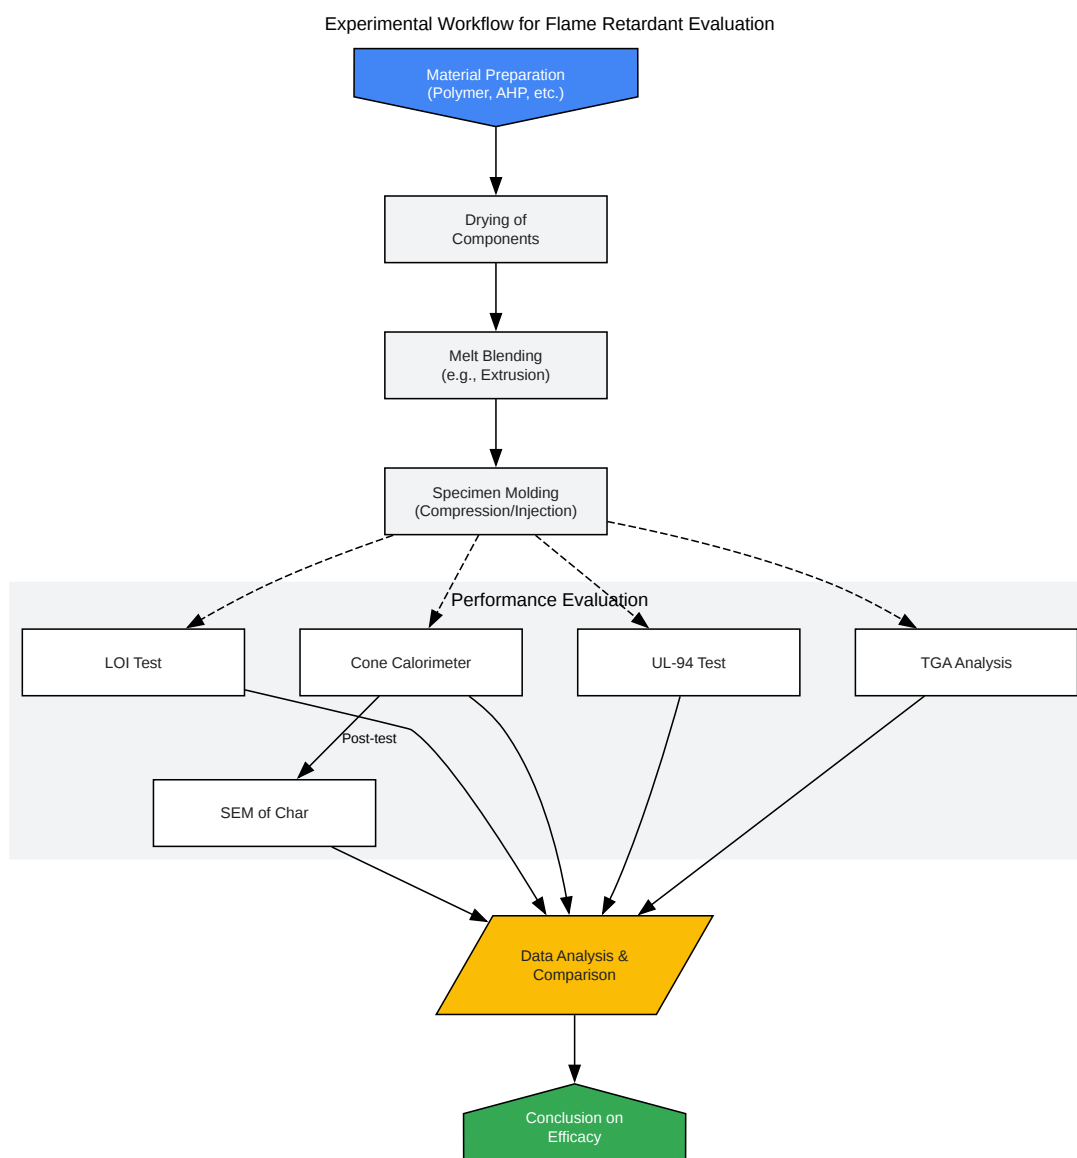 Experimental Workflow for Flame Retardant Evaluation
Material Preparation
(Polymer, AHP, etc.)
Drying of
Components
Melt Blending
(e.g., Extrusion)
Specimen Molding
(Compression/Injection)
Performance Evaluation
LOI Test
Cone Calorimeter
UL-94 Test
TGA Analysis
Post-test
SEM of Char
Data Analysis &
Comparison
Conclusion on
Efficacy